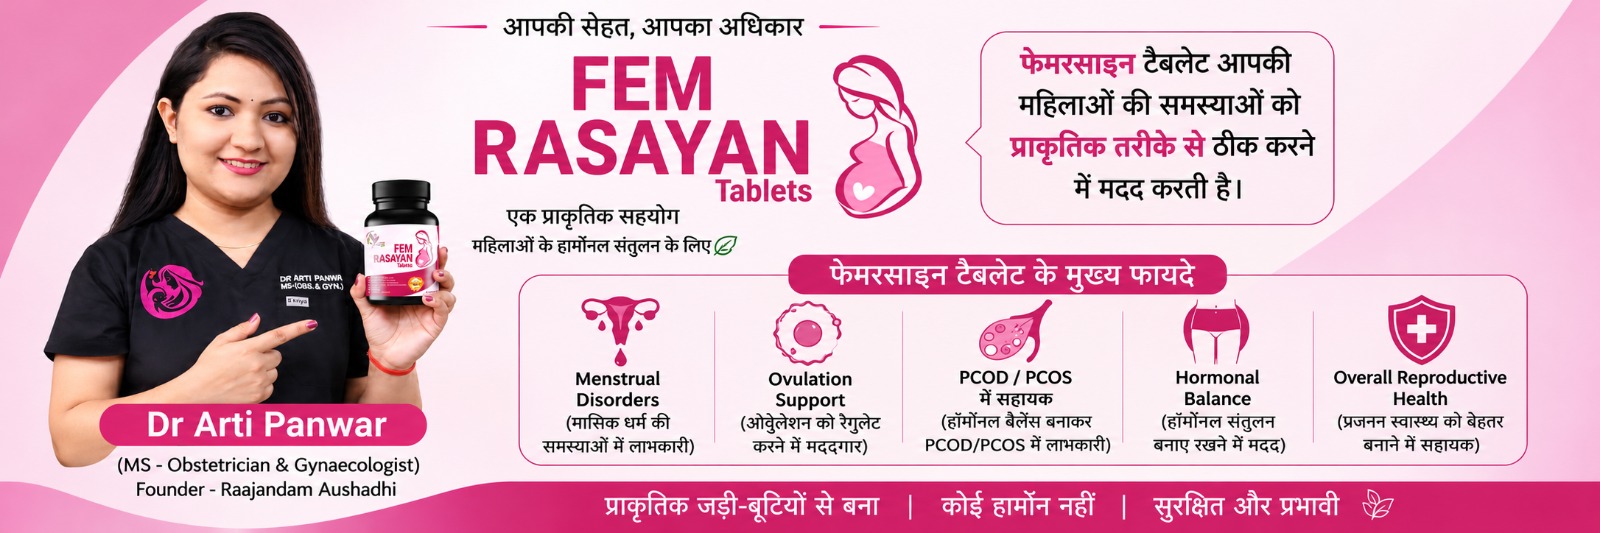 आपकी सेहत, आपका अधिकार
FEM
RASAYAN
Tablets
एक प्राकृतिक सहयोग
महिलाओं के हार्मोनल संतुलन के लिए
फेमरसाइन टैबलेट आपकी
महिलाओं की समस्याओं को
प्राकृतिक तरीके से ठीक करने
में मदद करती है।
DR ARTI PANWA
MS-(OBS.& GYN.)
FEM
RASAYAN
Tablets
Dr Arti Panwar
(MS - Obstetrician & Gynaecologist)
Founder - Raajandam Aushadhi
फेमरसाइन टैबलेट के मुख्य फायदे
Menstrual
Disorders
(मासिक धर्म की
समस्याओं में लाभकारी)
Ovulation
Support
(ओवुेलेशन को रैगुलेट
करने में मददगार)
PCOD / PCOS
में सहायक
(हॉर्मोनल बैलेंस बनाकर
PCOD/PCOS में लाभकारी)
Hormonal
Balance
(हॉर्मोनल संतुलन
बनाए रखने में मदद)
Overall Reproductive
Health
(प्रजनन स्वास्थ्य को बेहतर
बनाने में सहायक)
प्राकृतिक जड़ी-बूटियों से बना | कोई हार्मोन नहीं | सुरक्षित और प्रभावी